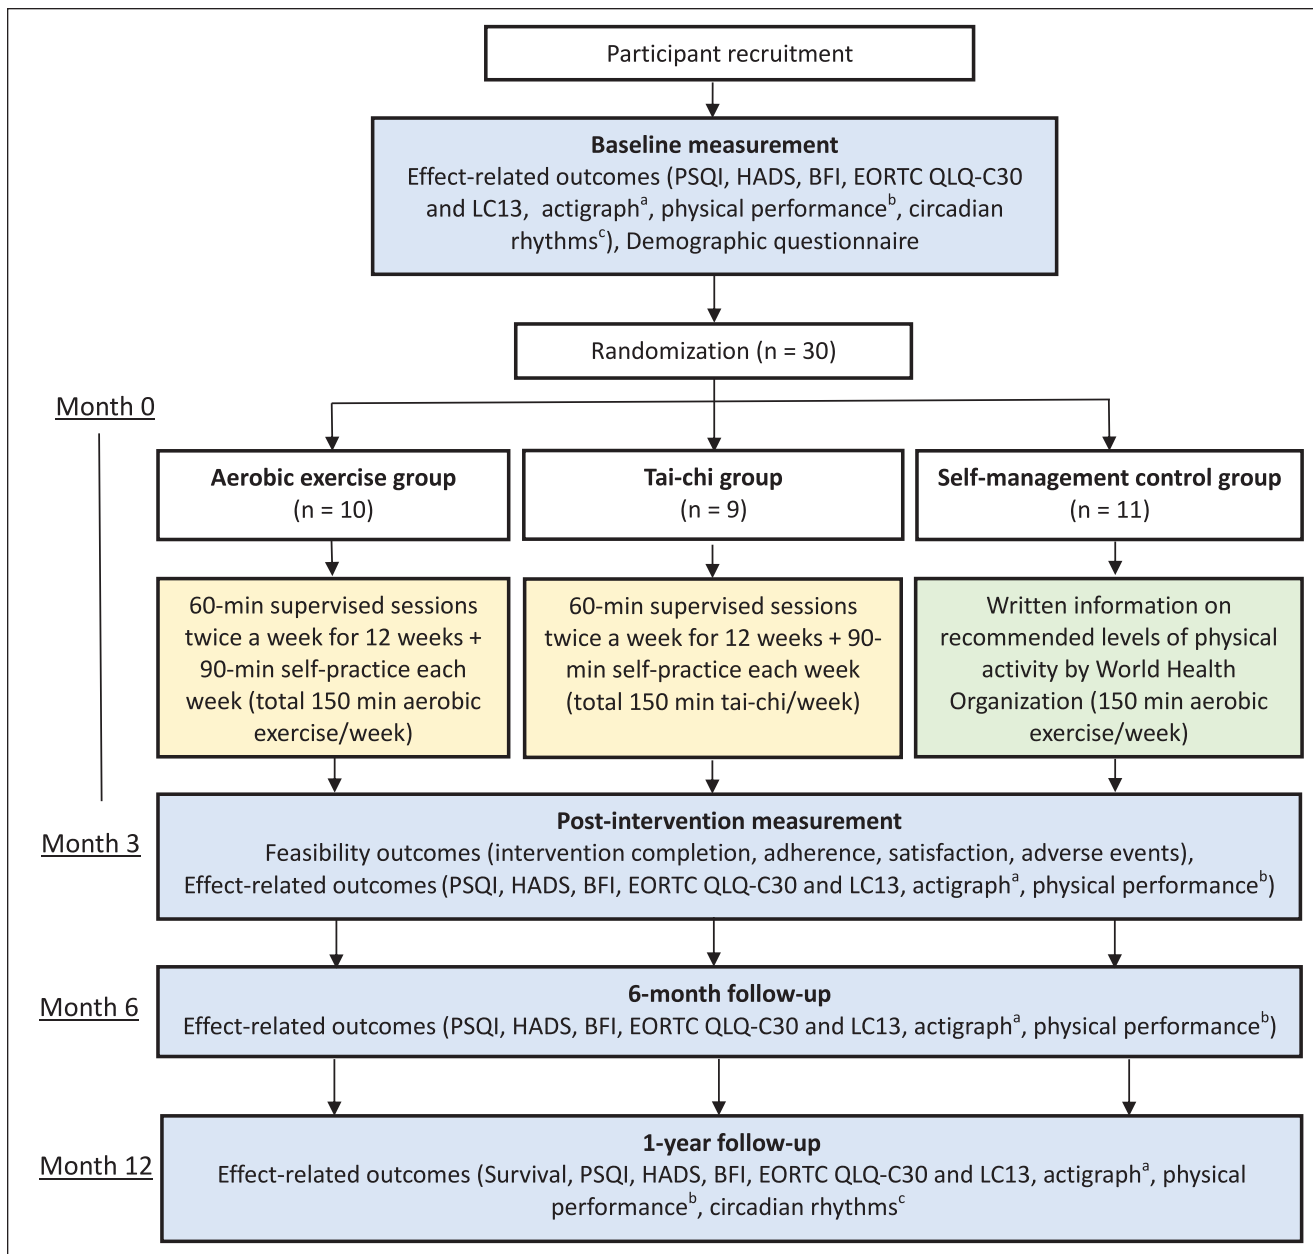 Participant recruitment
Baseline measurement
Effect-related outcomes (PSQI, HADS, BFI, EORTC QLQ-C30
and LC13, actigraphᵃ, physical performanceᵇ, circadian
rhythmsᶜ), Demographic questionnaire
Randomization (n = 30)
Month 0
Aerobic exercise group
(n = 10)
Tai-chi group
(n = 9)
Self-management control group
(n = 11)
60-min supervised sessions
twice a week for 12 weeks +
90-min self-practice each
week (total 150 min aerobic
exercise/week)
60-min supervised sessions
twice a week for 12 weeks + 90-
min self-practice each week
(total 150 min tai-chi/week)
Written information on
recommended levels of physical
activity by World Health
Organization (150 min aerobic
exercise/week)
Month 3
Post-intervention measurement
Feasibility outcomes (intervention completion, adherence, satisfaction, adverse events),
Effect-related outcomes (PSQI, HADS, BFI, EORTC QLQ-C30 and LC13, actigraphᵃ, physical performanceᵇ)
Month 6
6-month follow-up
Effect-related outcomes (PSQI, HADS, BFI, EORTC QLQ-C30 and LC13, actigraphᵃ, physical performanceᵇ)
Month 12
1-year follow-up
Effect-related outcomes (Survival, PSQI, HADS, BFI, EORTC QLQ-C30 and LC13, actigraphᵃ, physical
performanceᵇ, circadian rhythmsᶜ